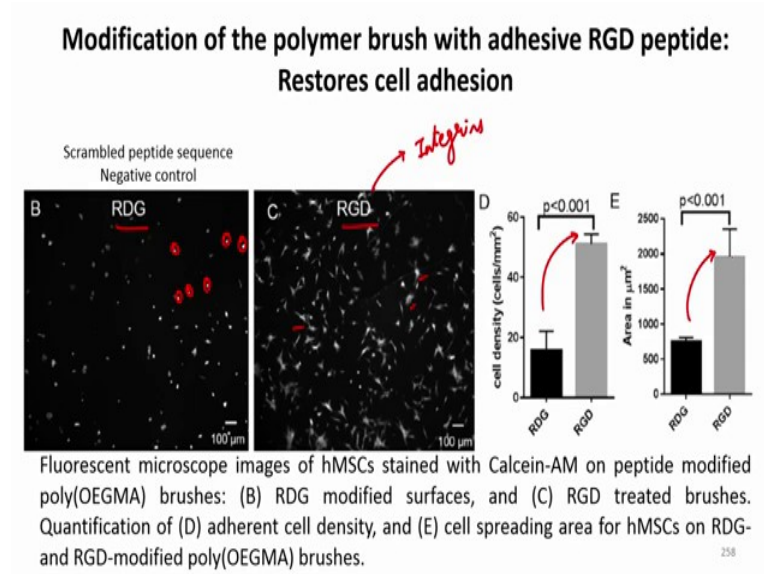 Modification of the polymer brush with adhesive RGD peptide:
Restores cell adhesion
Scrambled peptide sequence
Negative control
Integrins
B
RDG
100 µm
C
RGD
100 µm
D
p<0.001
cell density (cells/mm²)
60
40
20
0
RDG
RGD
E
p<0.001
Area in µm²
2500
2000
1500
1000
500
0
RDG
RGD
Fluorescent microscope images of hMSCs stained with Calcein-AM on peptide modified
poly(OEGMA) brushes: (B) RDG modified surfaces, and (C) RGD treated brushes.
Quantification of (D) adherent cell density, and (E) cell spreading area for hMSCs on RDG-
and RGD-modified poly(OEGMA) brushes.
258